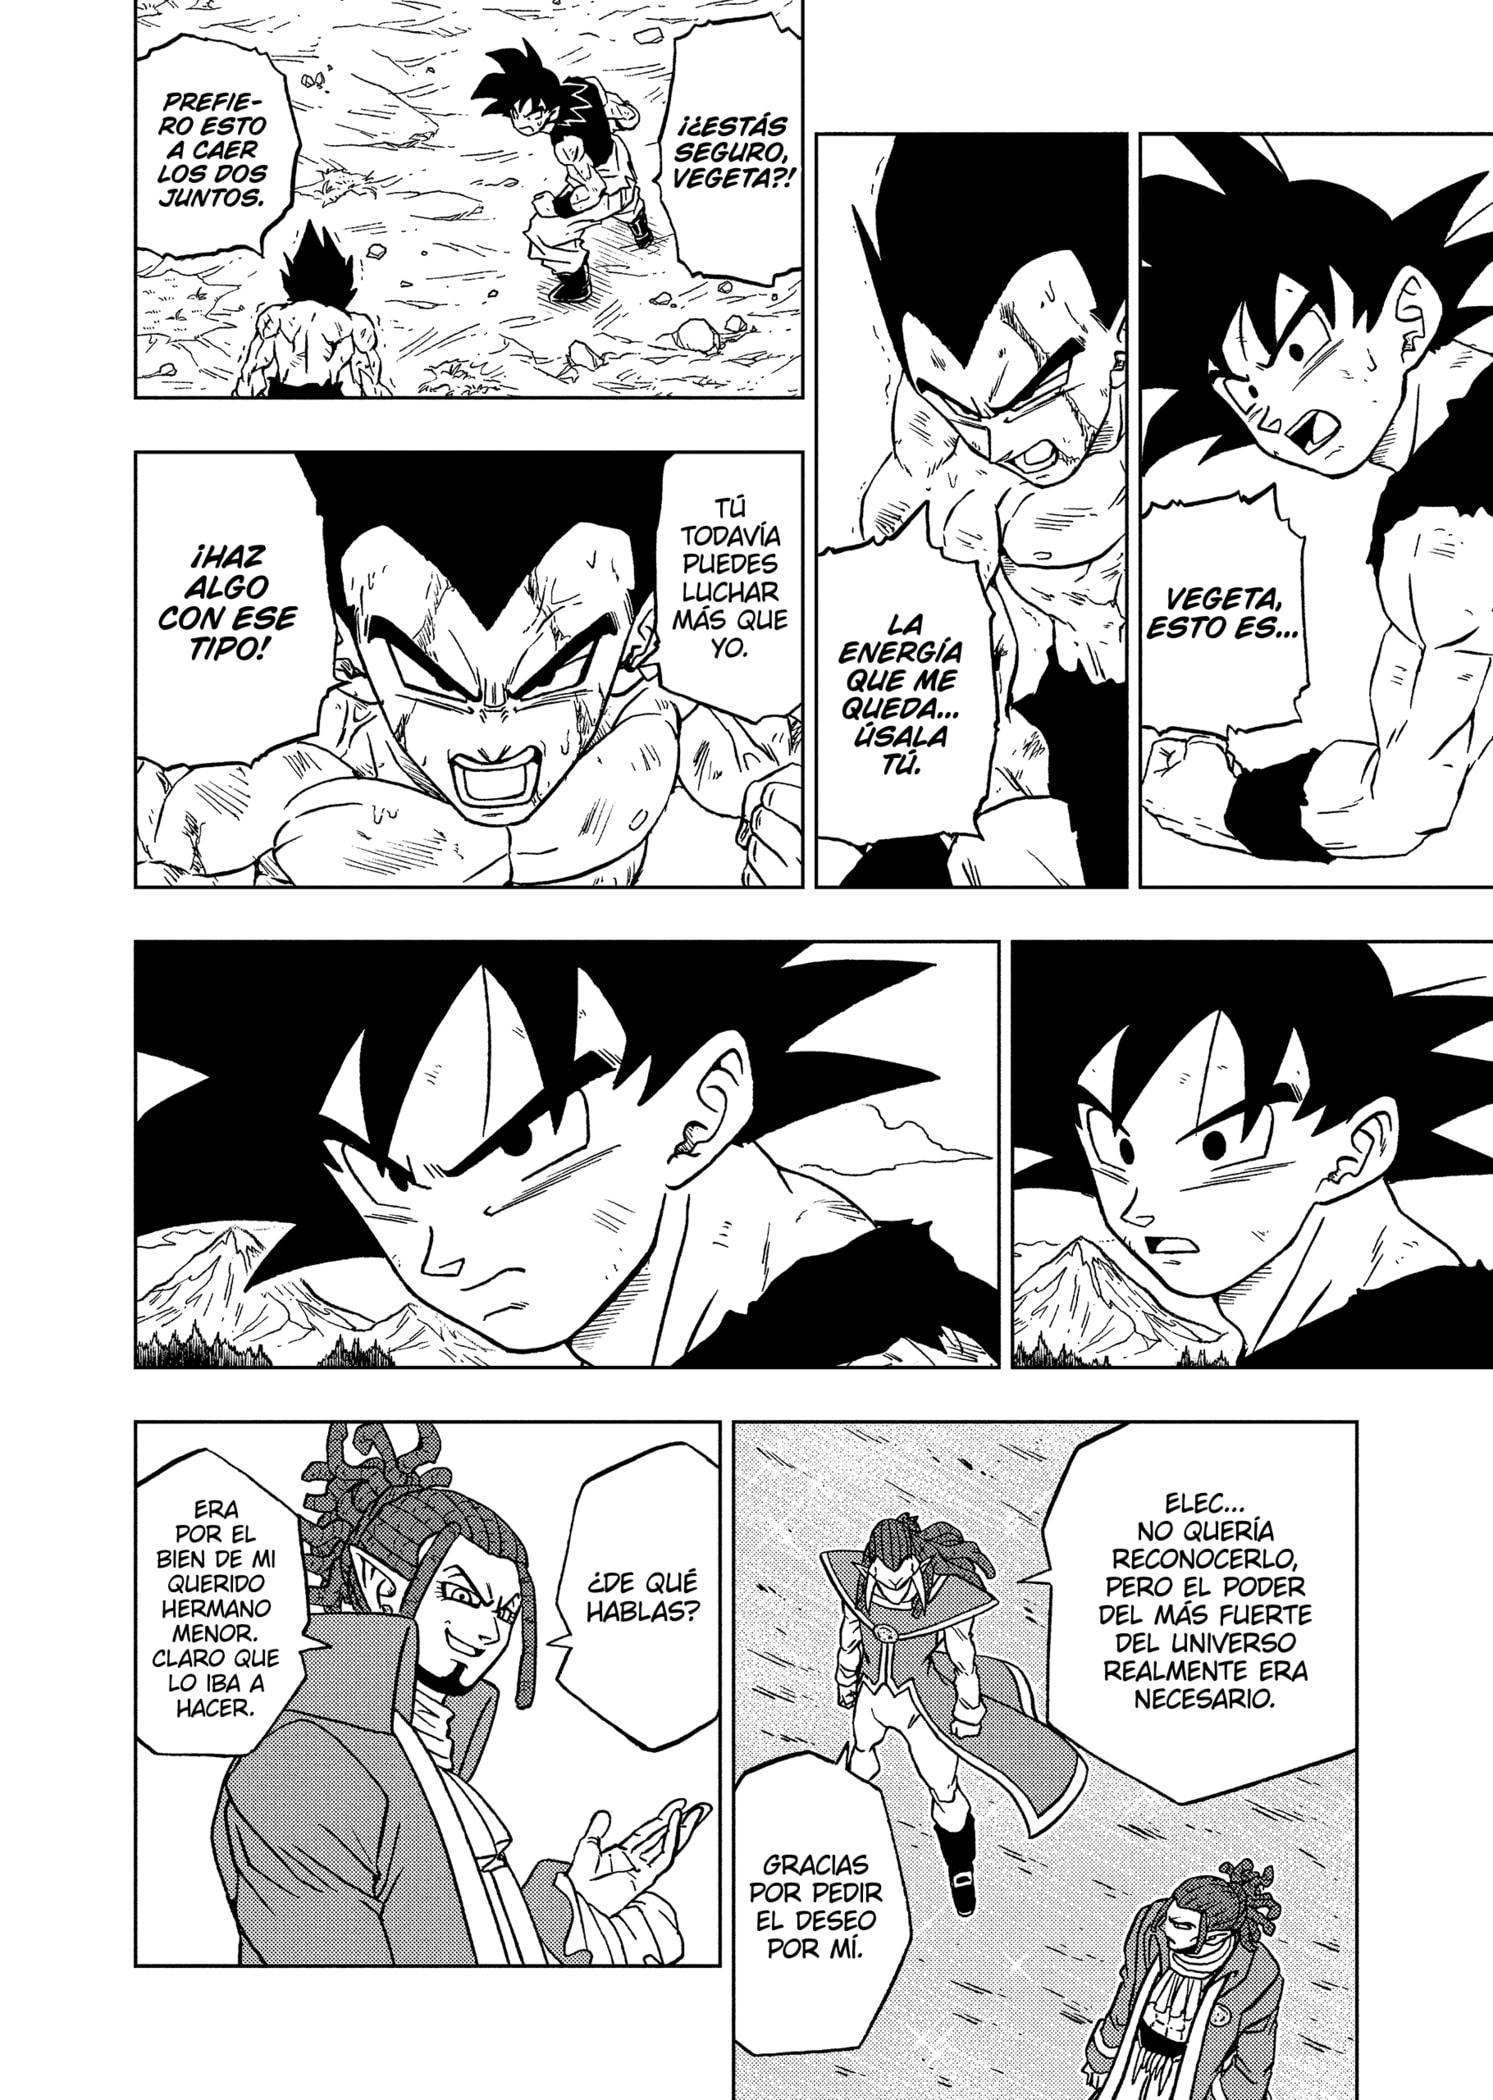 VEGETA,
ESTO ES...
LA
ENERGÍA
QUE ME
QUEDA...
ÚSALA
TÚ.
¡¿ESTÁS
SEGURO,
VEGETA?!
PREFIE-
RO ESTO
A CAER
LOS DOS
JUNTOS.
TÚ
TODAVÍA
PUEDES
LUCHAR
MÁS QUE
YO.
¡HAZ
ALGO
CON ESE
TIPO!
ELEC...
NO QUERÍA
RECONOCERLO,
PERO EL PODER
DEL MÁS FUERTE
DEL UNIVERSO
REALMENTE ERA
NECESARIO.
GRACIAS
POR PEDIR
EL DESEO
POR MÍ.
¿DE QUÉ
HABLAS?
ERA
POR EL
BIEN DE MI
QUERIDO
HERMANO
MENOR.
CLARO QUE
LO IBA A
HACER.